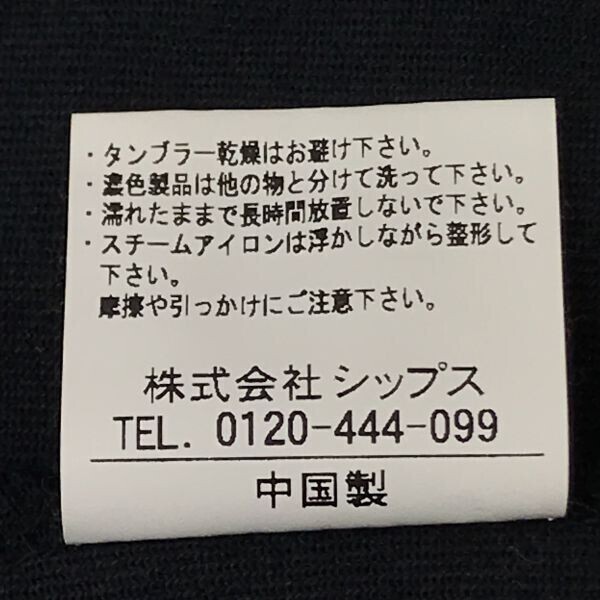 ・タンブラー乾燥はお避け下さい。
・濃色製品は他の物と分けて洗って下さい。
・濡れたままで長時間放置しないで下さい。
・スチームアイロンは浮かしながら整形して
下さい。
摩擦や引っかけにご注意下さい。
株式会社 シップス
TEL. 0120-444-099
中国製